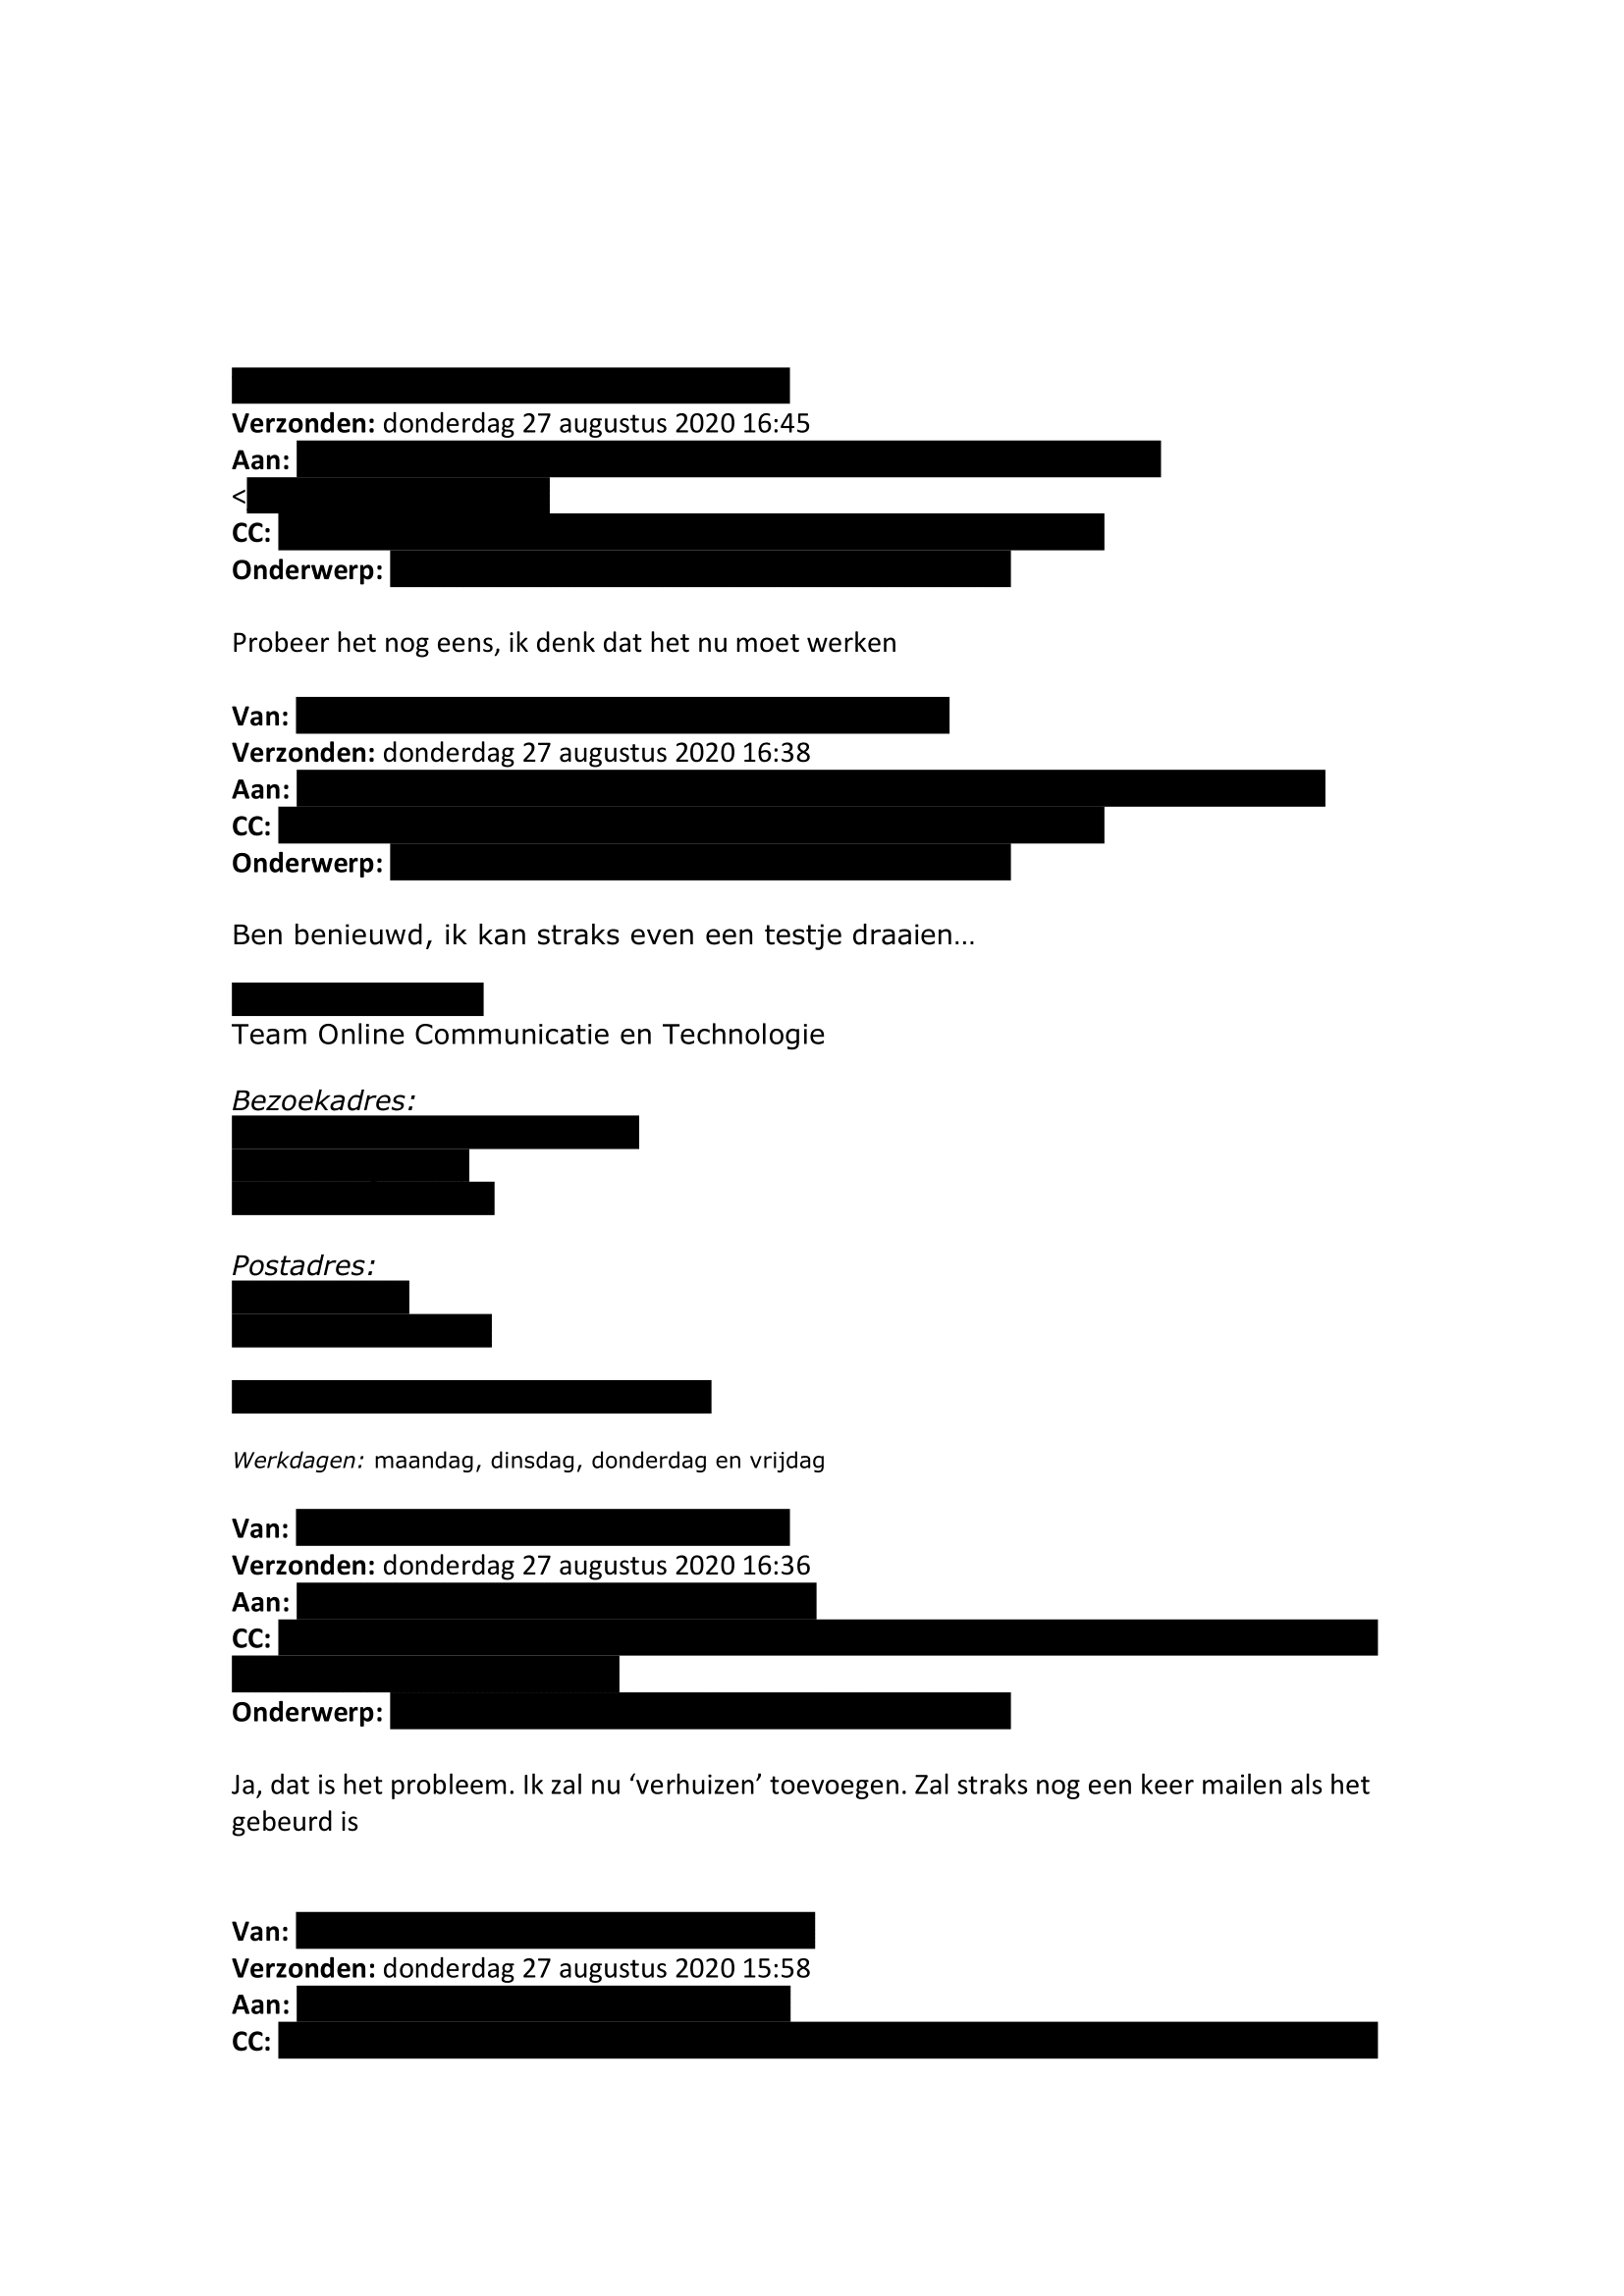 Verzonden: donderdag 27 augustus 2020 16:45
Aan:
<
CC:
Onderwerp:
Probeer het nog eens, ik denk dat het nu moet werken
Van:
Verzonden: donderdag 27 augustus 2020 16:38
Aan:
CC:
Onderwerp:
Ben benieuwd, ik kan straks even een testje draaien...
Team Online Communicatie en Technologie
Bezoekadres:
Postadres:
Werkdagen: maandag, dinsdag, donderdag en vrijdag
Van:
Verzonden: donderdag 27 augustus 2020 16:36
Aan:
CC:
Onderwerp:
Ja, dat is het probleem. Ik zal nu ‘verhuizen’ toevoegen. Zal straks nog een keer mailen als het
gebeurd is
Van:
Verzonden: donderdag 27 augustus 2020 15:58
Aan:
CC: